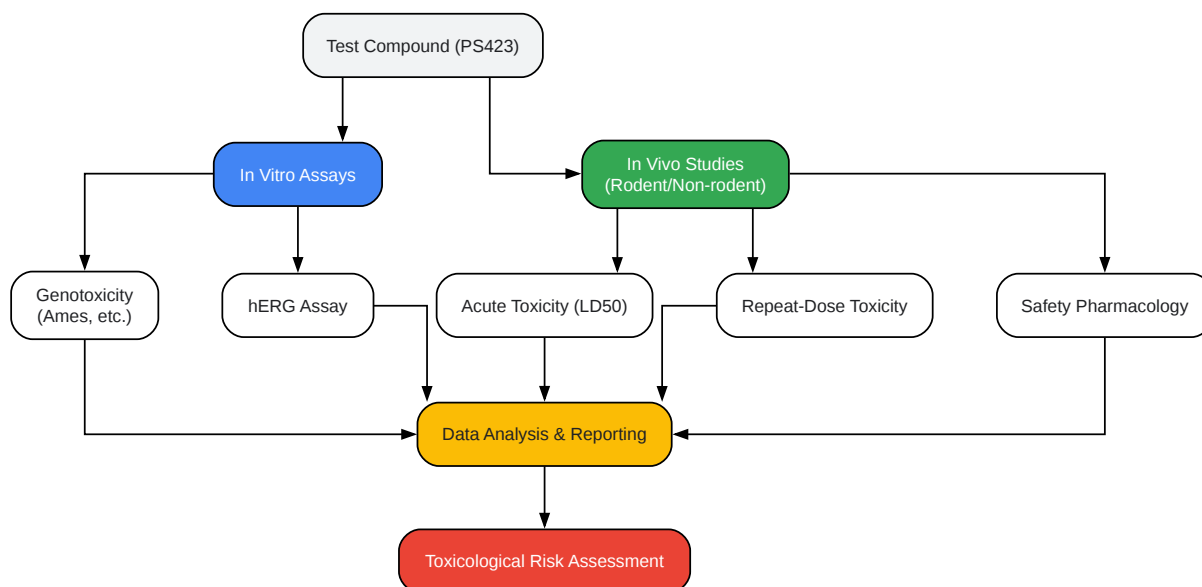 Test Compound (PS423)
In Vitro Assays
In Vivo Studies
(Rodent/Non-rodent)
Genotoxicity
(Ames, etc.)
hERG Assay
Acute Toxicity (LD50)
Repeat-Dose Toxicity
Safety Pharmacology
Data Analysis & Reporting
Toxicological Risk Assessment